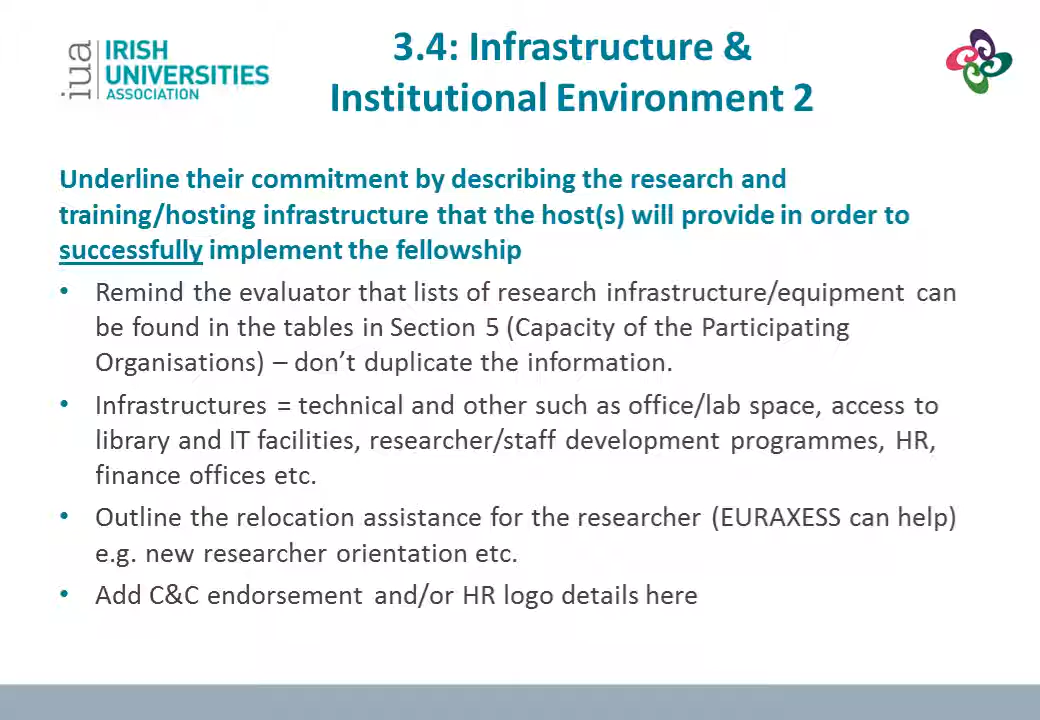 iua
IRISH
UNIVERSITIES
ASSOCIATION
3.4: Infrastructure &
Institutional Environment 2
Underline their commitment by describing the research and
training/hosting infrastructure that the host(s) will provide in order to
successfully implement the fellowship
• Remind the evaluator that lists of research infrastructure/equipment can
be found in the tables in Section 5 (Capacity of the Participating
Organisations) – don’t duplicate the information.
• Infrastructures = technical and other such as office/lab space, access to
library and IT facilities, researcher/staff development programmes, HR,
finance offices etc.
• Outline the relocation assistance for the researcher (EURAXESS can help)
e.g. new researcher orientation etc.
• Add C&C endorsement and/or HR logo details here